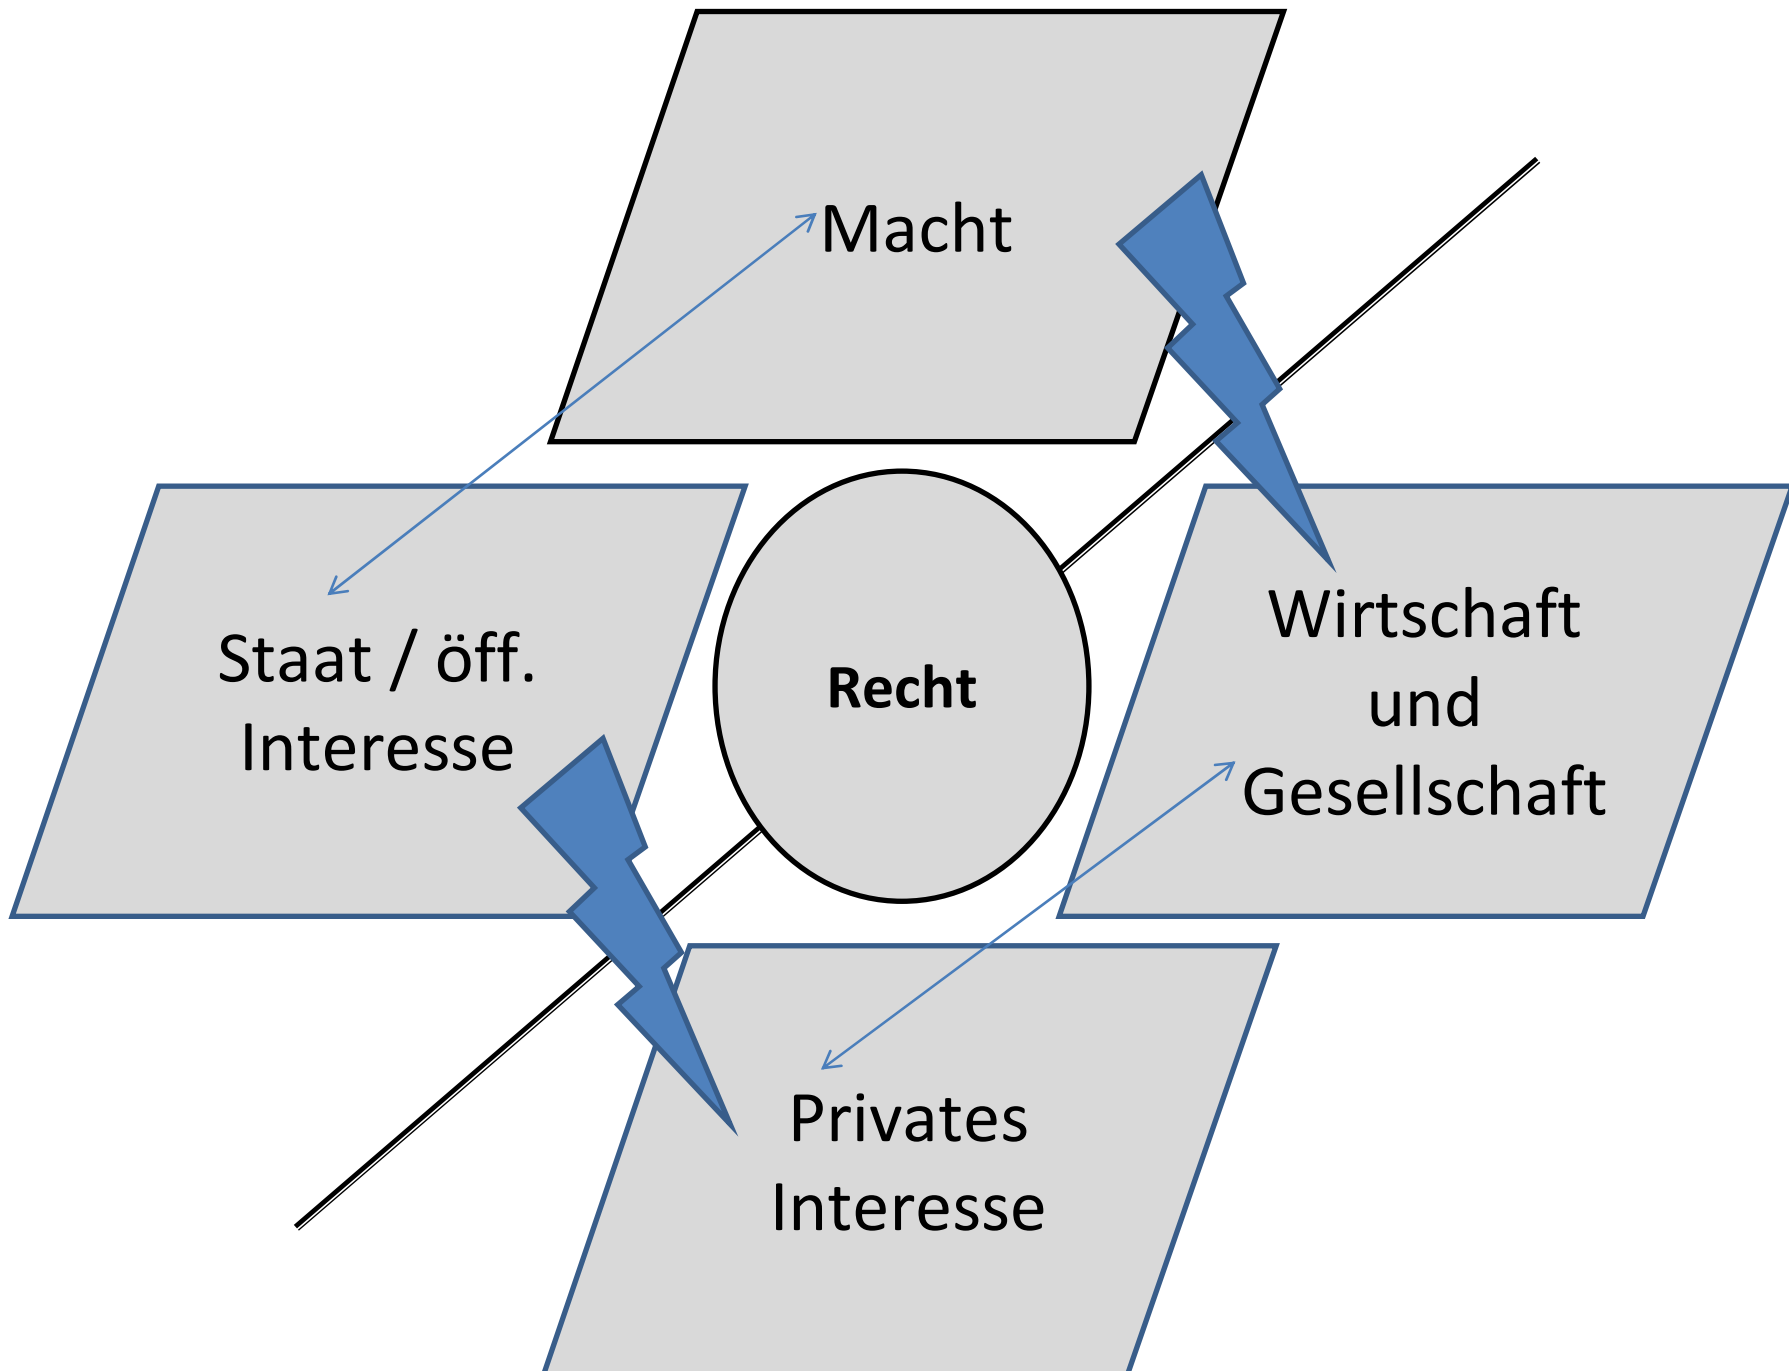 Macht
Staat / öff.
Interesse
Recht
Wirtschaft
und
Gesellschaft
Privates
Interesse